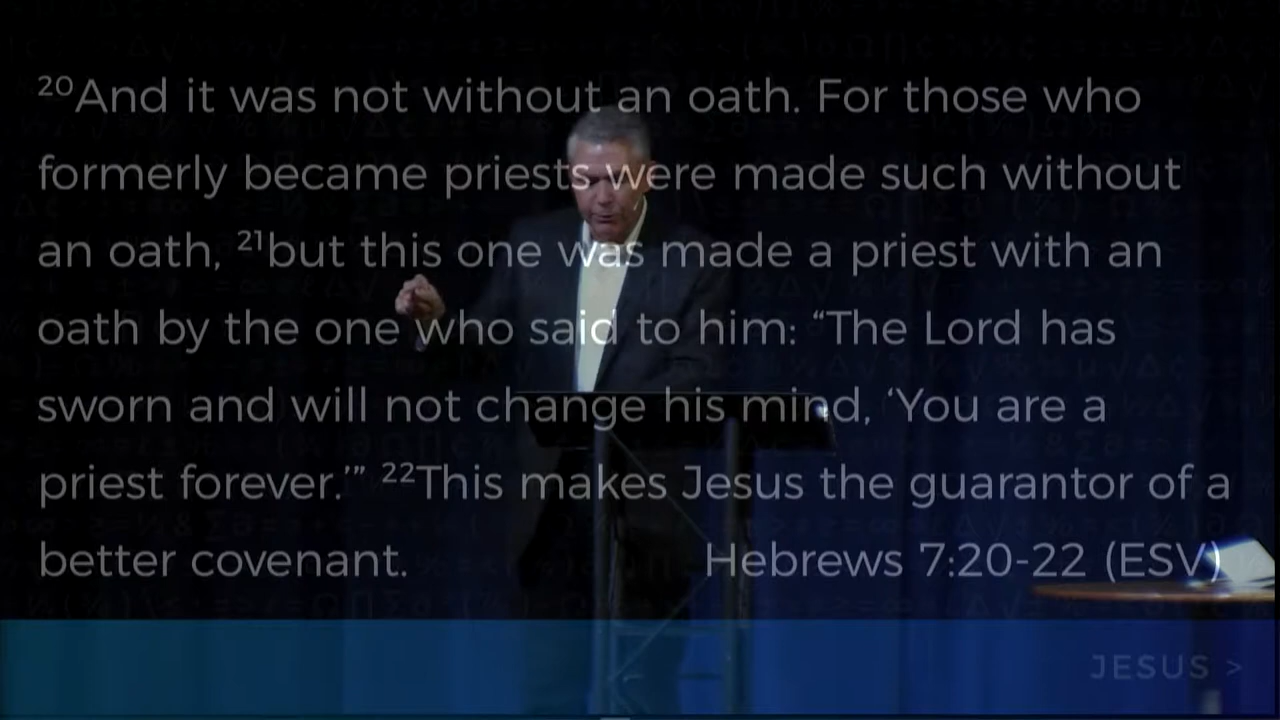 ²⁰And it was not without an oath. For those who
formerly became priests were made such without
an oath, ²¹but this one was made a priest with an
oath by the one who said to him: “The Lord has
sworn and will not change his mind, ‘You are a
priest forever.’” ²²This makes Jesus the guarantor of a
better covenant. Hebrews 7:20-22 (ESV)
JESUS >